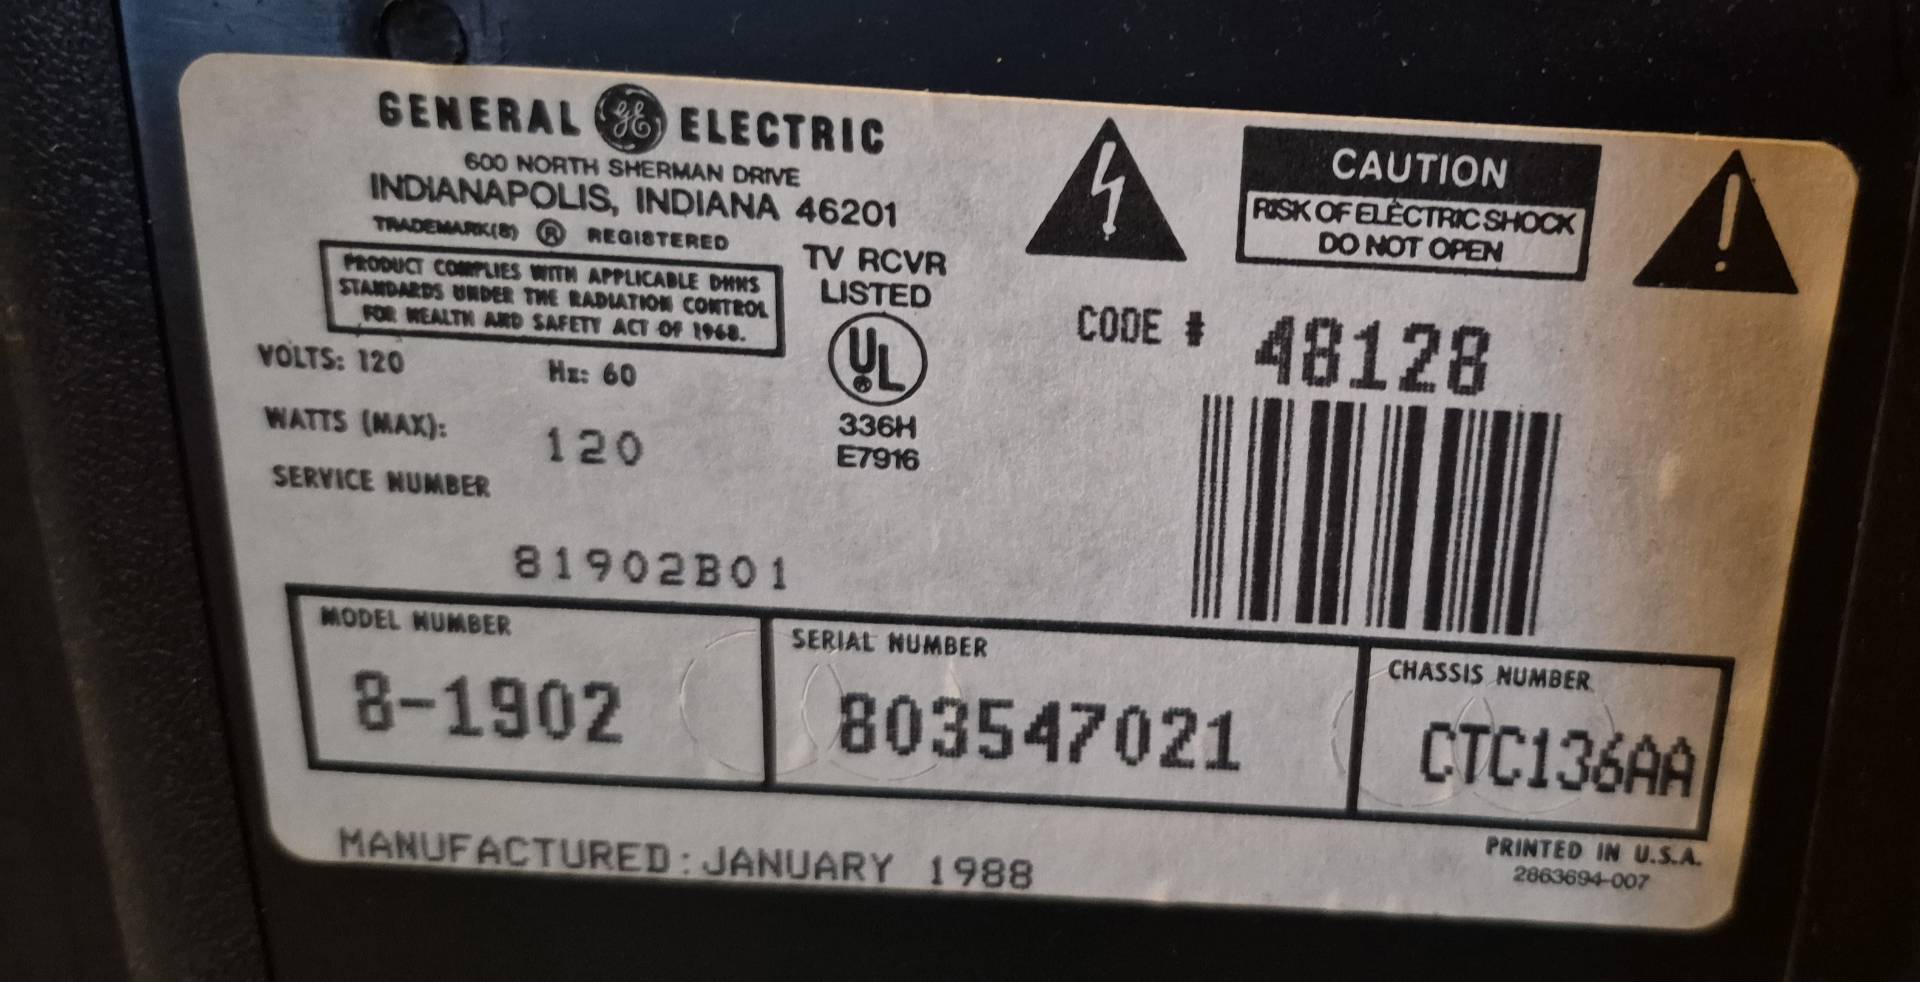 GENERAL GE ELECTRIC
600 NORTH SHERMAN DRIVE
INDIANAPOLIS, INDIANA 46201
TRADEMARK(S) ® REGISTERED
PRODUCT COMPLIES WITH APPLICABLE DHHS
STANDARDS UNDER THE RADIATION CONTROL
FOR HEALTH AND SAFETY ACT OF 1968.
TV RCVR
LISTED
UL®
336H
E7916
VOLTS: 120 Hz: 60
WATTS (MAX): 120
SERVICE NUMBER
81902B01
CAUTION
RISK OF ELECTRIC SHOCK
DO NOT OPEN
CODE # 48128
MODEL NUMBER
8-1902
SERIAL NUMBER
803547021
CHASSIS NUMBER
CTC136AA
MANUFACTURED: JANUARY 1988
PRINTED IN U.S.A.
2863694-007